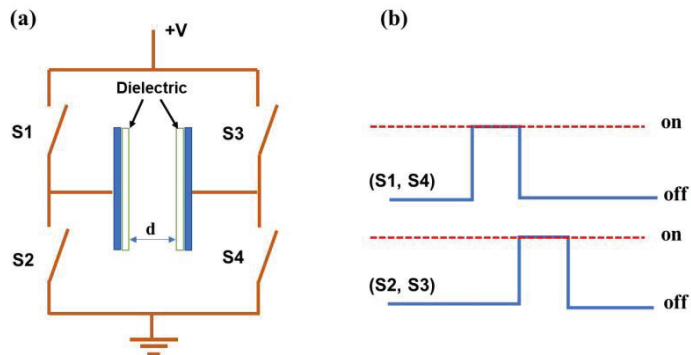 (a)
+V
Dielectric
S1
S3
d
S2
S4
(b)
on
(S1, S4)
off
on
(S2, S3)
off